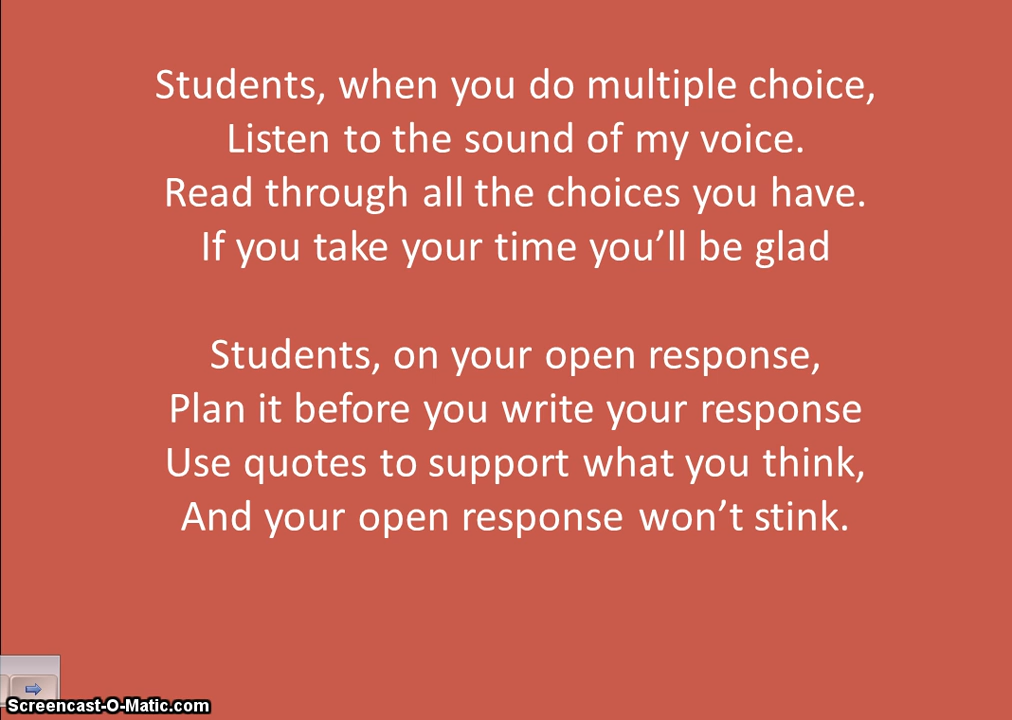 Students, when you do multiple choice,
Listen to the sound of my voice.
Read through all the choices you have.
If you take your time you’ll be glad
Students, on your open response,
Plan it before you write your response
Use quotes to support what you think,
And your open response won’t stink.
Screencast-O-Matic.com